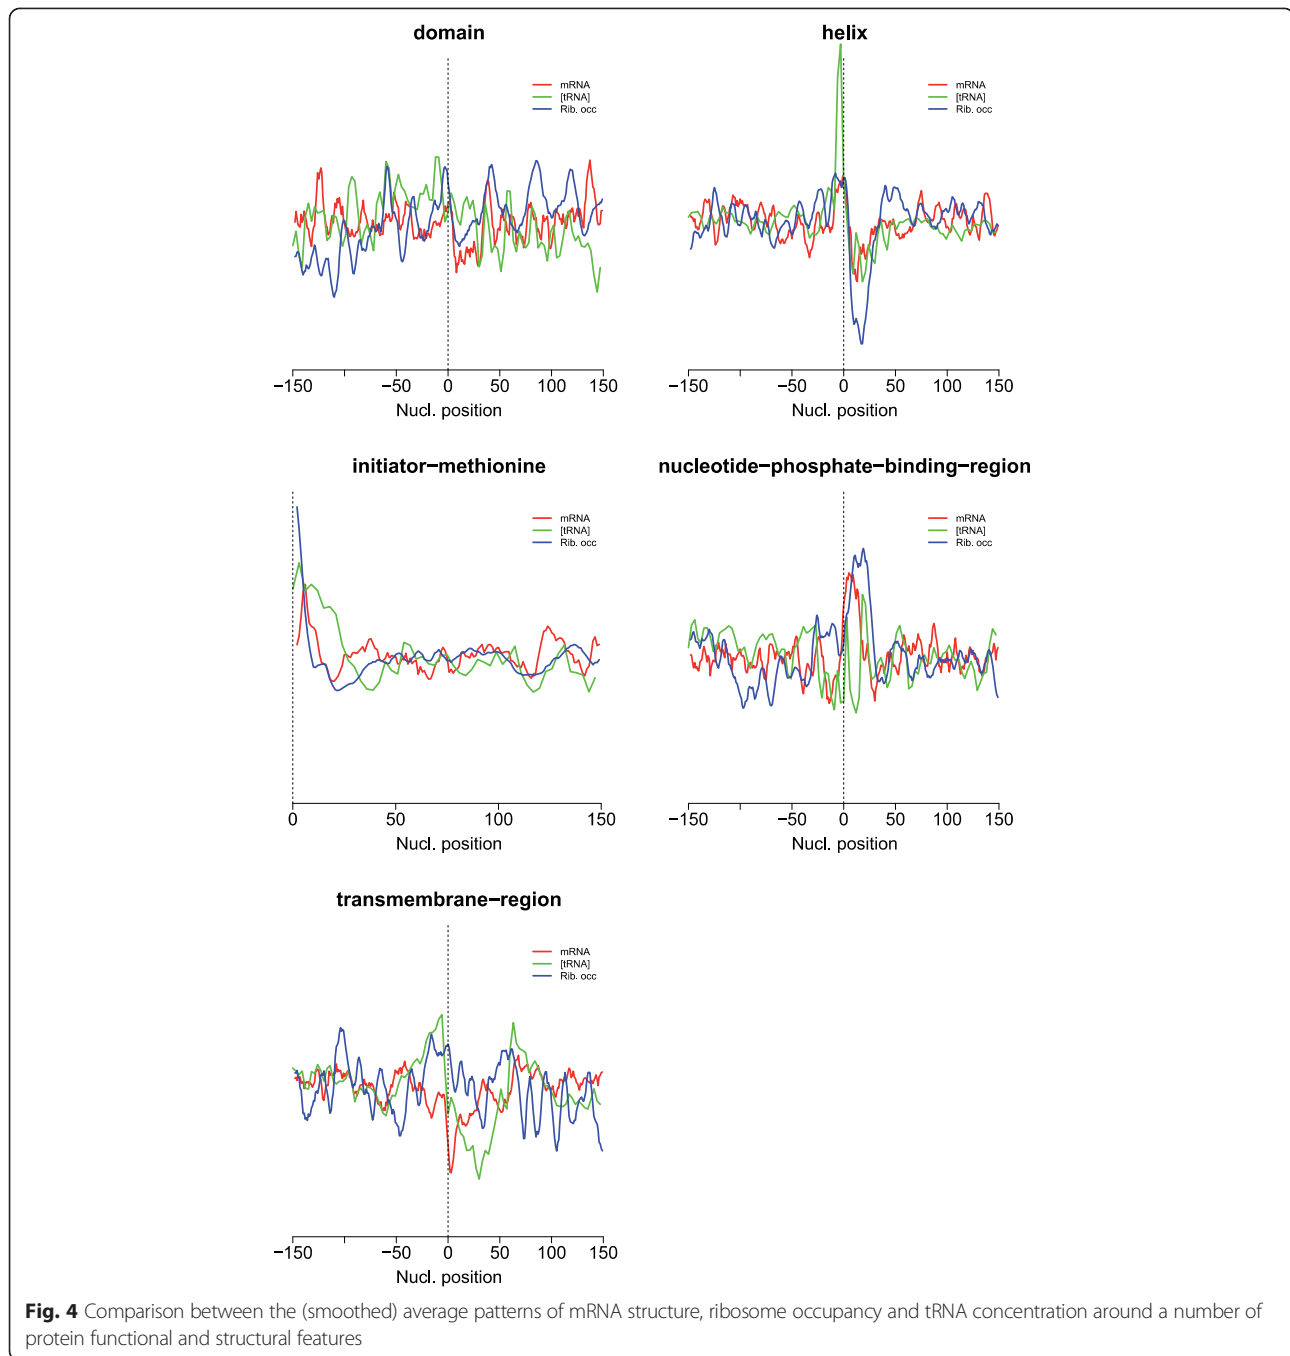 domain
mRNA
[tRNA]
Rib. occ
−150
−50
0
50
100
150
Nucl. position
helix
mRNA
[tRNA]
Rib. occ
−150
−50
0
50
100
150
Nucl. position
initiator−methionine
mRNA
[tRNA]
Rib. occ
0
50
100
150
Nucl. position
nucleotide−phosphate−binding−region
mRNA
[tRNA]
Rib. occ
−150
−50
0
50
100
150
Nucl. position
transmembrane−region
mRNA
[tRNA]
Rib. occ
−150
−50
0
50
100
150
Nucl. position
Fig. 4 Comparison between the (smoothed) average patterns of mRNA structure, ribosome occupancy and tRNA concentration around a number of
protein functional and structural features